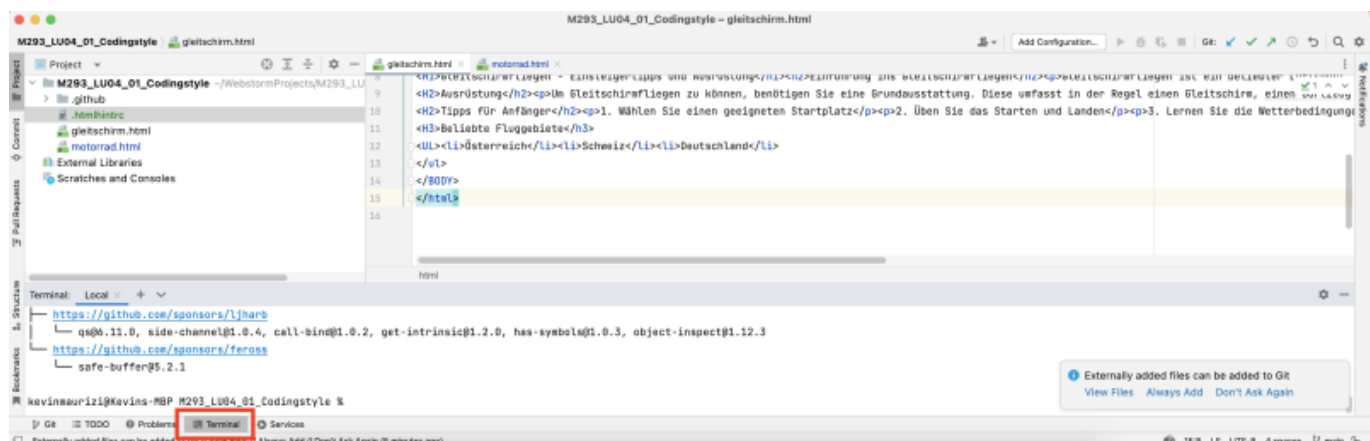 M293_LU04_01_Codingstyle – gleitschirm.html
M293_LU04_01_Codingstyle gleitschirm.html
Add Configuration... Git:
Project
gleitschirm.html
motorrad.html
M293_LU04_01_Codingstyle ~/WebstormProjects/M293_LU
.github
.htmlhintrc
gleitschirm.html
motorrad.html
External Libraries
Scratches and Consoles
Project
Commit
Pull Requests
Structure
Bookmarks
Notifications
1
9 <H2>Ausrüstung</h2><p>Um Gleitschirmfliegen zu können, benötigen Sie eine Grundausstattung. Diese umfasst in der Regel einen Gleitschirm, einen
10 <H2>Tipps für Anfänger</h2><p>1. Wählen Sie einen geeigneten Startplatz</p><p>2. Üben Sie das Starten und Landen</p><p>3. Lernen Sie die Wetterbedingunge
11 <H3>Beliebte Fluggebiete</h3>
12 <UL><li>Österreich</li><li>Schweiz</li><li>Deutschland</li>
13 </ul>
14 </BODY>
15 </html>
16
html
Terminal: Local
https://github.com/sponsors/ljharb
qs@6.11.0, side-channel@1.0.4, call-bind@1.0.2, get-intrinsic@1.2.0, has-symbols@1.0.3, object-inspect@1.12.3
https://github.com/sponsors/feross
safe-buffer@5.2.1
kevinmaurizi@Kevins-MBP M293_LU04_01_Codingstyle %
Externally added files can be added to Git
View Files Always Add Don't Ask Again
Git TODO Problems Terminal Services